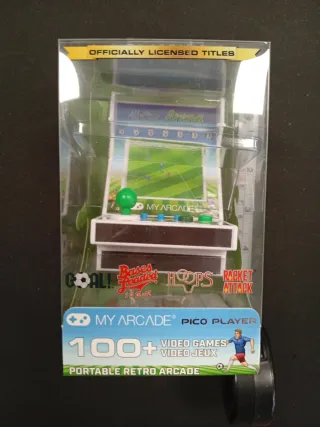 OFFICIALLY LICENSED TITLES
MY ARCADE
GOAL!
Bases Loaded
HOOPS
RACKET ATTACK
MY ARCADE® PICO PLAYER
100+ VIDEO GAMES
VIDEO JEUX
PORTABLE RETRO ARCADE